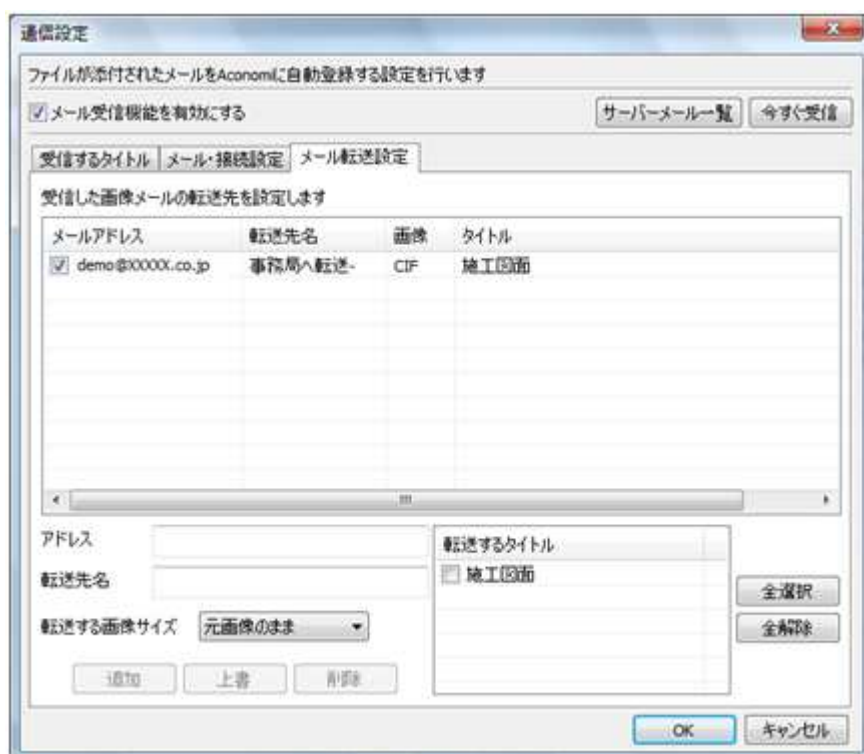 通信設定
ファイルが添付されたメールをAconomiに自動登録する設定を行います
メール受信機能を有効にする
サーバーメール一覧
今すぐ受信
受信するタイトル
メール・接続設定
メール転送設定
受信した画像メールの転送先を設定します
メールアドレス 転送先名 画像 タイトル
demo@XXXXX.co.jp 事務局へ転送- CIF 施工図面
アドレス
転送先名
転送する画像サイズ 元画像のまま
追加 上書 削除
転送するタイトル
施工図面
全選択
全解除
OK キャンセル